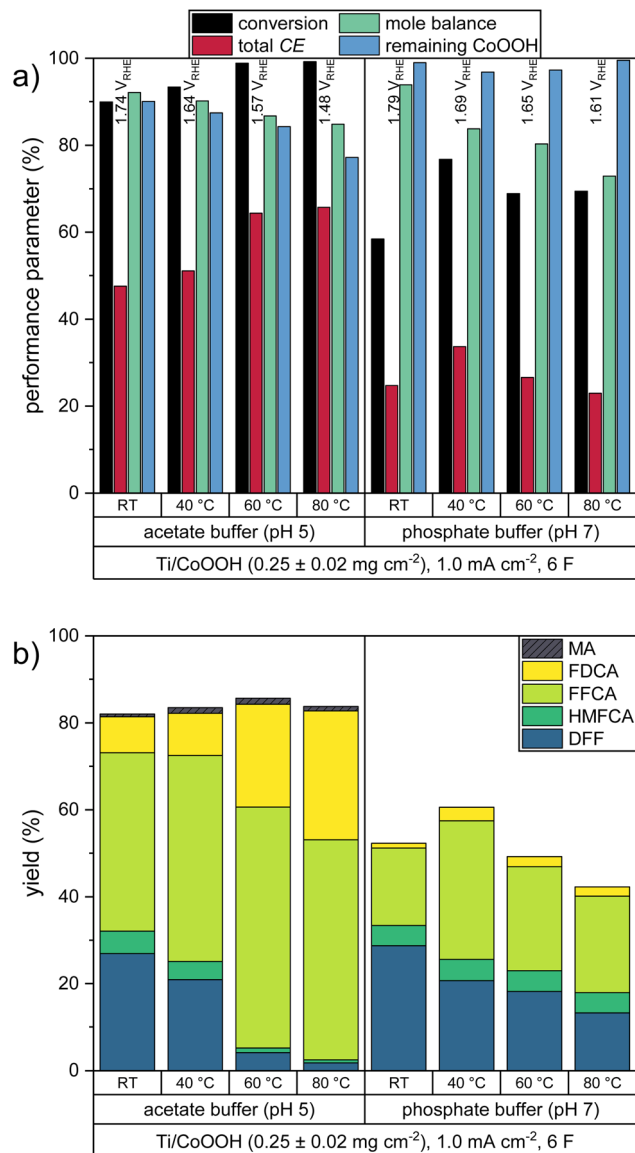 conversion
mole balance
total CE
remaining CoOOH
a)
100
80
60
40
20
0
performance parameter (%)
1.74 V_RHE
1.64 V_RHE
1.57 V_RHE
1.48 V_RHE
1.79 V_RHE
1.69 V_RHE
1.65 V_RHE
1.61 V_RHE
RT
40 °C
60 °C
80 °C
RT
40 °C
60 °C
80 °C
acetate buffer (pH 5)
phosphate buffer (pH 7)
Ti/CoOOH (0.25 ± 0.02 mg cm⁻²), 1.0 mA cm⁻², 6 F
b)
100
80
60
40
20
0
yield (%)
MA
FDCA
FFCA
HMFCA
DFF
RT
40 °C
60 °C
80 °C
RT
40 °C
60 °C
80 °C
acetate buffer (pH 5)
phosphate buffer (pH 7)
Ti/CoOOH (0.25 ± 0.02 mg cm⁻²), 1.0 mA cm⁻², 6 F